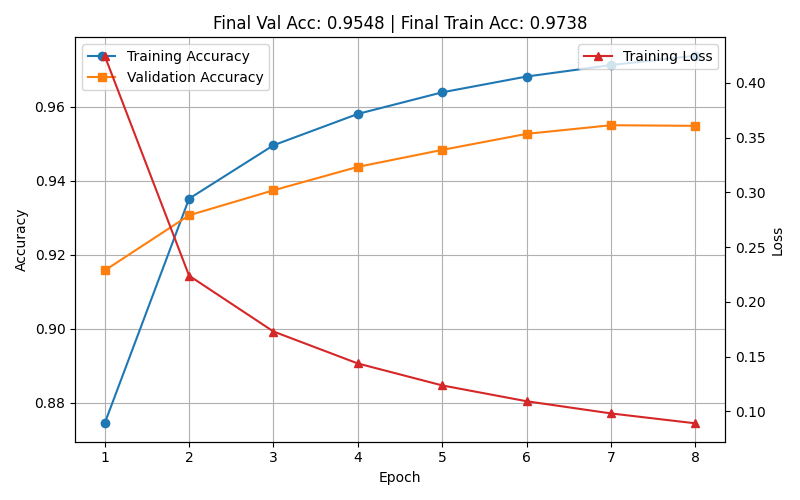 Final Val Acc: 0.9548 | Final Train Acc: 0.9738
Training Accuracy
Validation Accuracy
Training Loss
0.96
0.94
0.92
0.90
0.88
Accuracy
0.40
0.35
0.30
0.25
0.20
0.15
0.10
Loss
1 2 3 4 5 6 7 8
Epoch